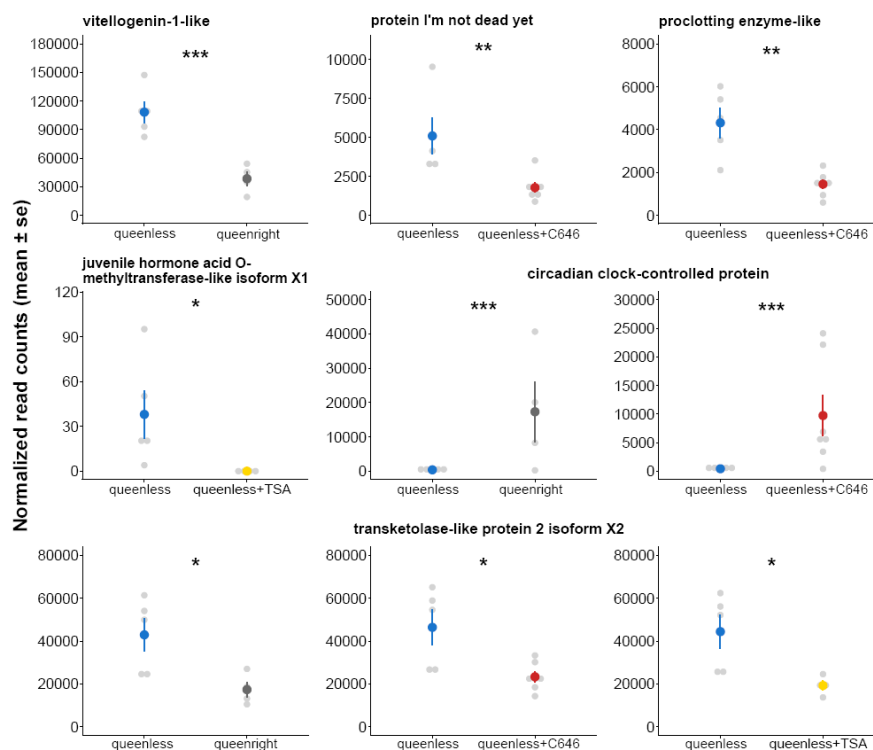 vitellogenin-1-like
protein I'm not dead yet
proclotting enzyme-like
Normalized read counts (mean ± se)
180000
150000
120000
90000
60000
30000
0
***
queenless
queenright
10000
7500
5000
2500
0
**
queenless
queenless+C646
8000
6000
4000
2000
0
**
queenless
queenless+C646
juvenile hormone acid O-
methyltransferase-like isoform X1
120
90
60
30
0
*
queenless
queenless+TSA
circadian clock-controlled protein
50000
40000
30000
20000
10000
0
***
queenless
queenright
30000
25000
20000
15000
10000
5000
0
***
queenless
queenless+C646
transketolase-like protein 2 isoform X2
80000
60000
40000
20000
0
*
queenless
queenright
80000
60000
40000
20000
0
*
queenless
queenless+C646
80000
60000
40000
20000
0
*
queenless
queenless+TSA